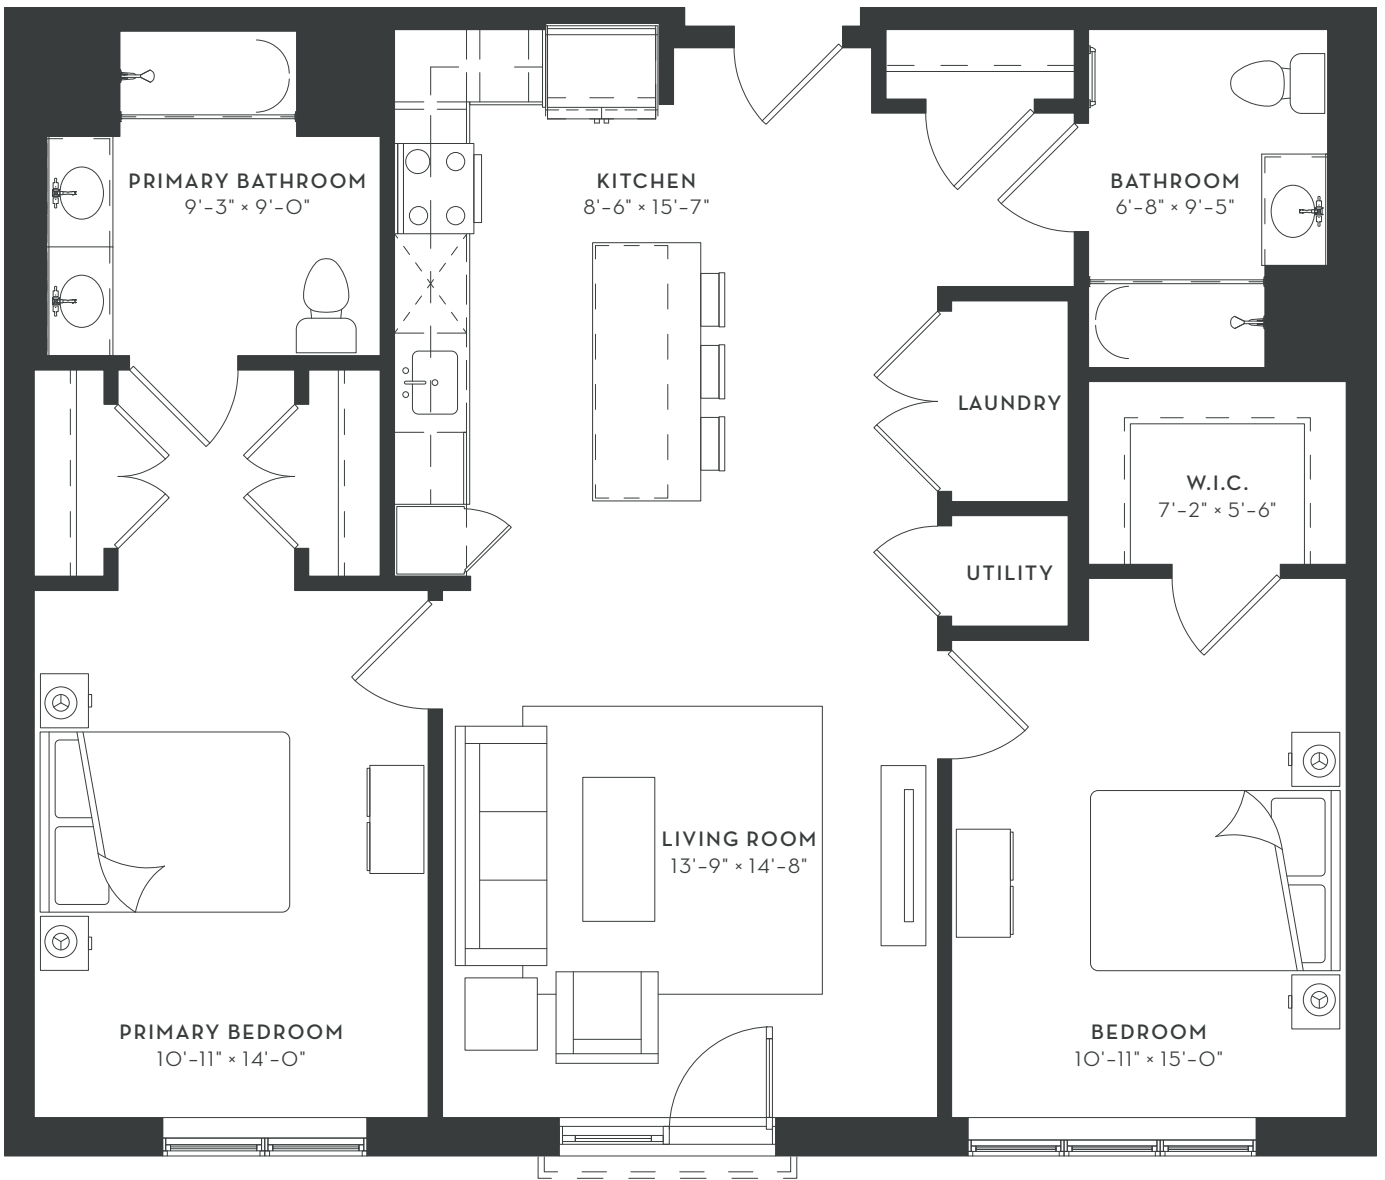 PRIMARY BATHROOM
9'-3" × 9'-0"
KITCHEN
8'-6" × 15'-7"
BATHROOM
6'-8" × 9'-5"
LAUNDRY
W.I.C.
7'-2" × 5'-6"
UTILITY
LIVING ROOM
13'-9" × 14'-8"
PRIMARY BEDROOM
10'-11" × 14'-0"
BEDROOM
10'-11" × 15'-0"